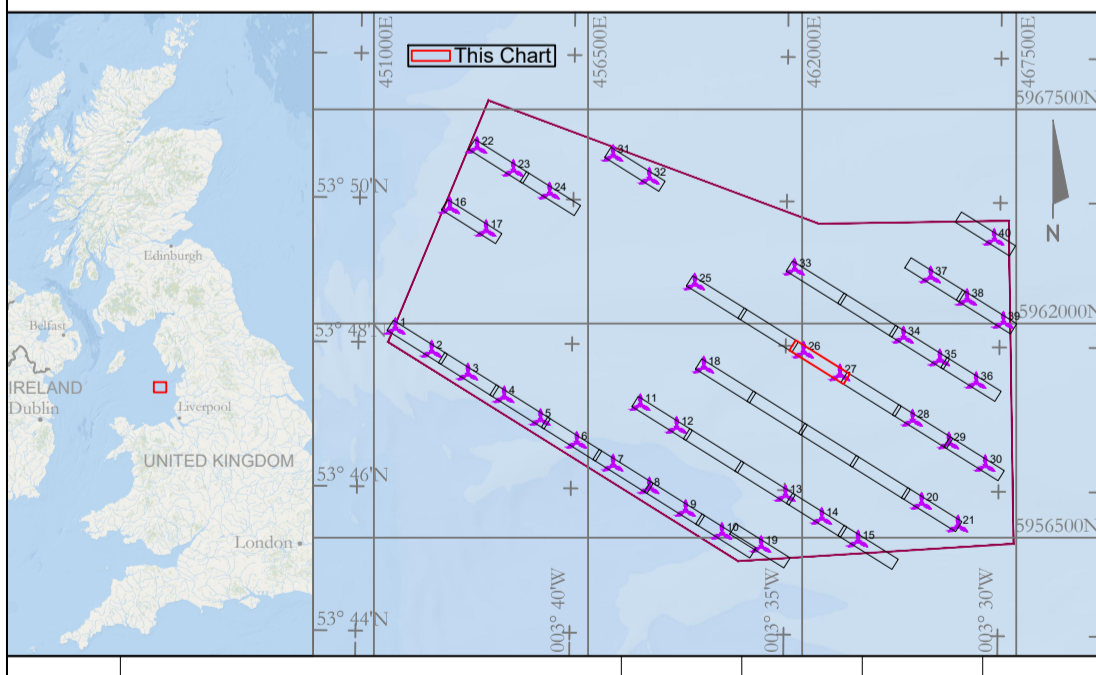 Edinburgh
Belfast
IRELAND
Dublin
Liverpool
UNITED KINGDOM
London
This Chart
451000E
456500E
462000E
467500E
5967500N
5962000N
5956500N
53° 50 'N
53° 48 'N
53° 46 'N
53° 44 'N
003° 40 'W
003° 35 'W
003° 30 'W
N
22
23
24
31
32
16
17
40
37
38
39
33
34
35
36
25
26
27
28
29
30
1
2
3
4
5
6
7
8
9
10
19
18
20
21
11
12
13
14
15